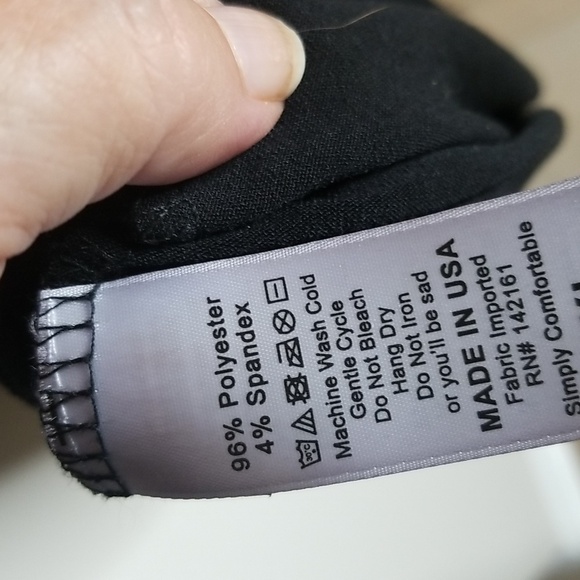 96% Polyester
4% Spandex
30°C
Machine Wash Cold
Gentle Cycle
Do Not Bleach
Hang Dry
Do Not Iron
or you'll be sad
MADE IN USA
Fabric Imported
RN# 142161
Simply Comfortable